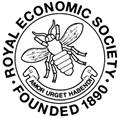 · ROYAL ECONOMIC SOCIETY ·
AMOR URGET HABENDI
FOUNDED 1890